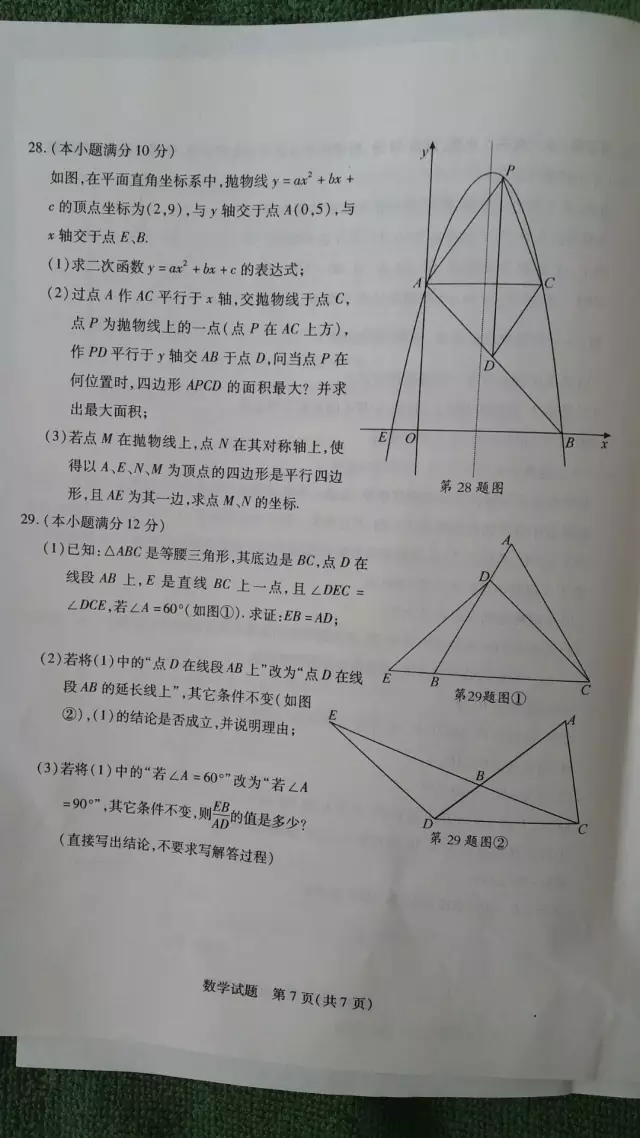 28.(本小题满分10分)
如图,在平面直角坐标系中,抛物线 y=ax²+bx+
c 的顶点坐标为(2,9),与 y 轴交于点 A(0,5),与
x 轴交于点 E、B.
(1)求二次函数 y=ax²+bx+c 的表达式;
(2)过点 A 作 AC 平行于 x 轴,交抛物线于点 C,
点 P 为抛物线上的一点(点 P 在 AC 上方),
作 PD 平行于 y 轴交 AB 于点 D,问当点 P 在
何位置时,四边形 APCD 的面积最大? 并求
出最大面积;
(3)若点 M 在抛物线上,点 N 在其对称轴上,使
得以 A、E、N、M 为顶点的四边形是平行四边
形,且 AE 为其一边,求点 M、N 的坐标.
y
P
A
C
D
E
O
B
x
第28题图
29.(本小题满分12分)
(1)已知:△ABC 是等腰三角形,其底边是 BC,点 D 在
线段 AB 上,E 是直线 BC 上一点,且 ∠DEC =
∠DCE,若∠A=60°(如图①). 求证:EB=AD;
(2)若将(1)中的“点 D 在线段 AB 上”改为“点 D 在线
段 AB 的延长线上”,其它条件不变(如图
②),(1)的结论是否成立,并说明理由;
(3)若将(1)中的“若∠A=60°”改为“若∠A
=90°”,其它条件不变,则EB/AD的值是多少?
(直接写出结论,不要求写解答过程)
A
D
E
B
C
第29题图①
E
A
B
D
C
第 29 题图②
数学试题 第7页(共7页)